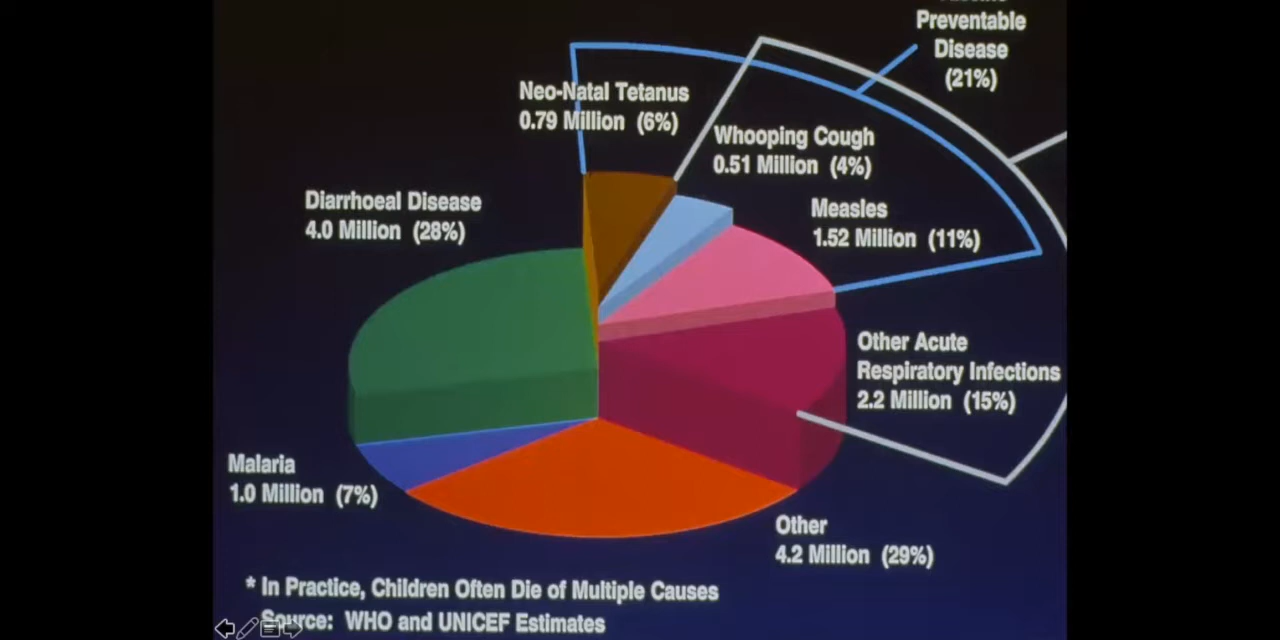 Preventable
Disease
(21%)
Neo-Natal Tetanus
0.79 Million (6%)
Whooping Cough
0.51 Million (4%)
Diarrhoeal Disease
4.0 Million (28%)
Measles
1.52 Million (11%)
Other Acute
Respiratory Infections
2.2 Million (15%)
Malaria
1.0 Million (7%)
Other
4.2 Million (29%)
* In Practice, Children Often Die of Multiple Causes
Source: WHO and UNICEF Estimates